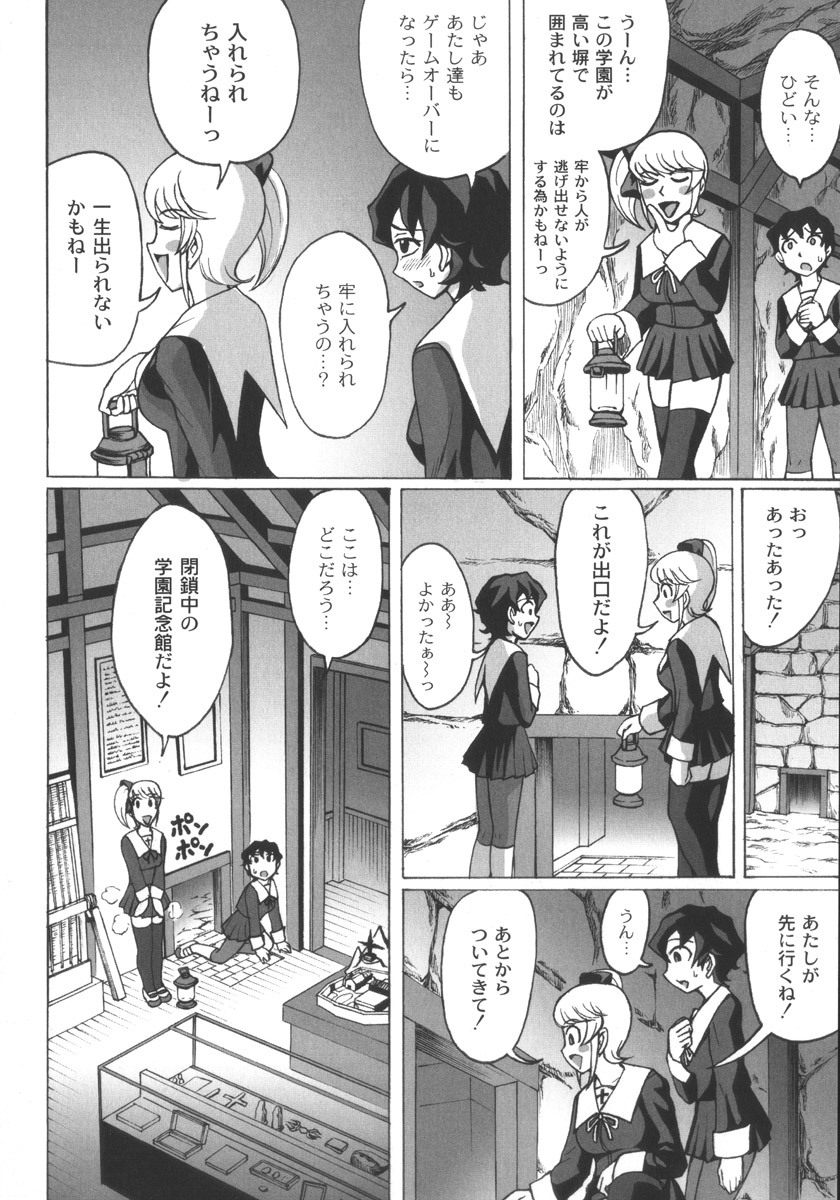 そんな…
ひどい…
うーん…
この学園が
高い塀で
囲まれてるのは
牢から人が
逃げ出せないように
する為かもねーっ
じゃあ
あたし達も
ゲームオーバーに
なったら…
牢に入れられ
ちゃうの…?
入れられ
ちゃうねーっ
一生出られない
かもねー
おっ
あったあった!
これが出口だよ!
ああ〜
よかったぁ〜っ
あたしが
先に行くね!
うん…
あとから
ついてきて!
ここは…
どこだろう…
閉鎖中の
学園記念館だよ!
ポン
ポン